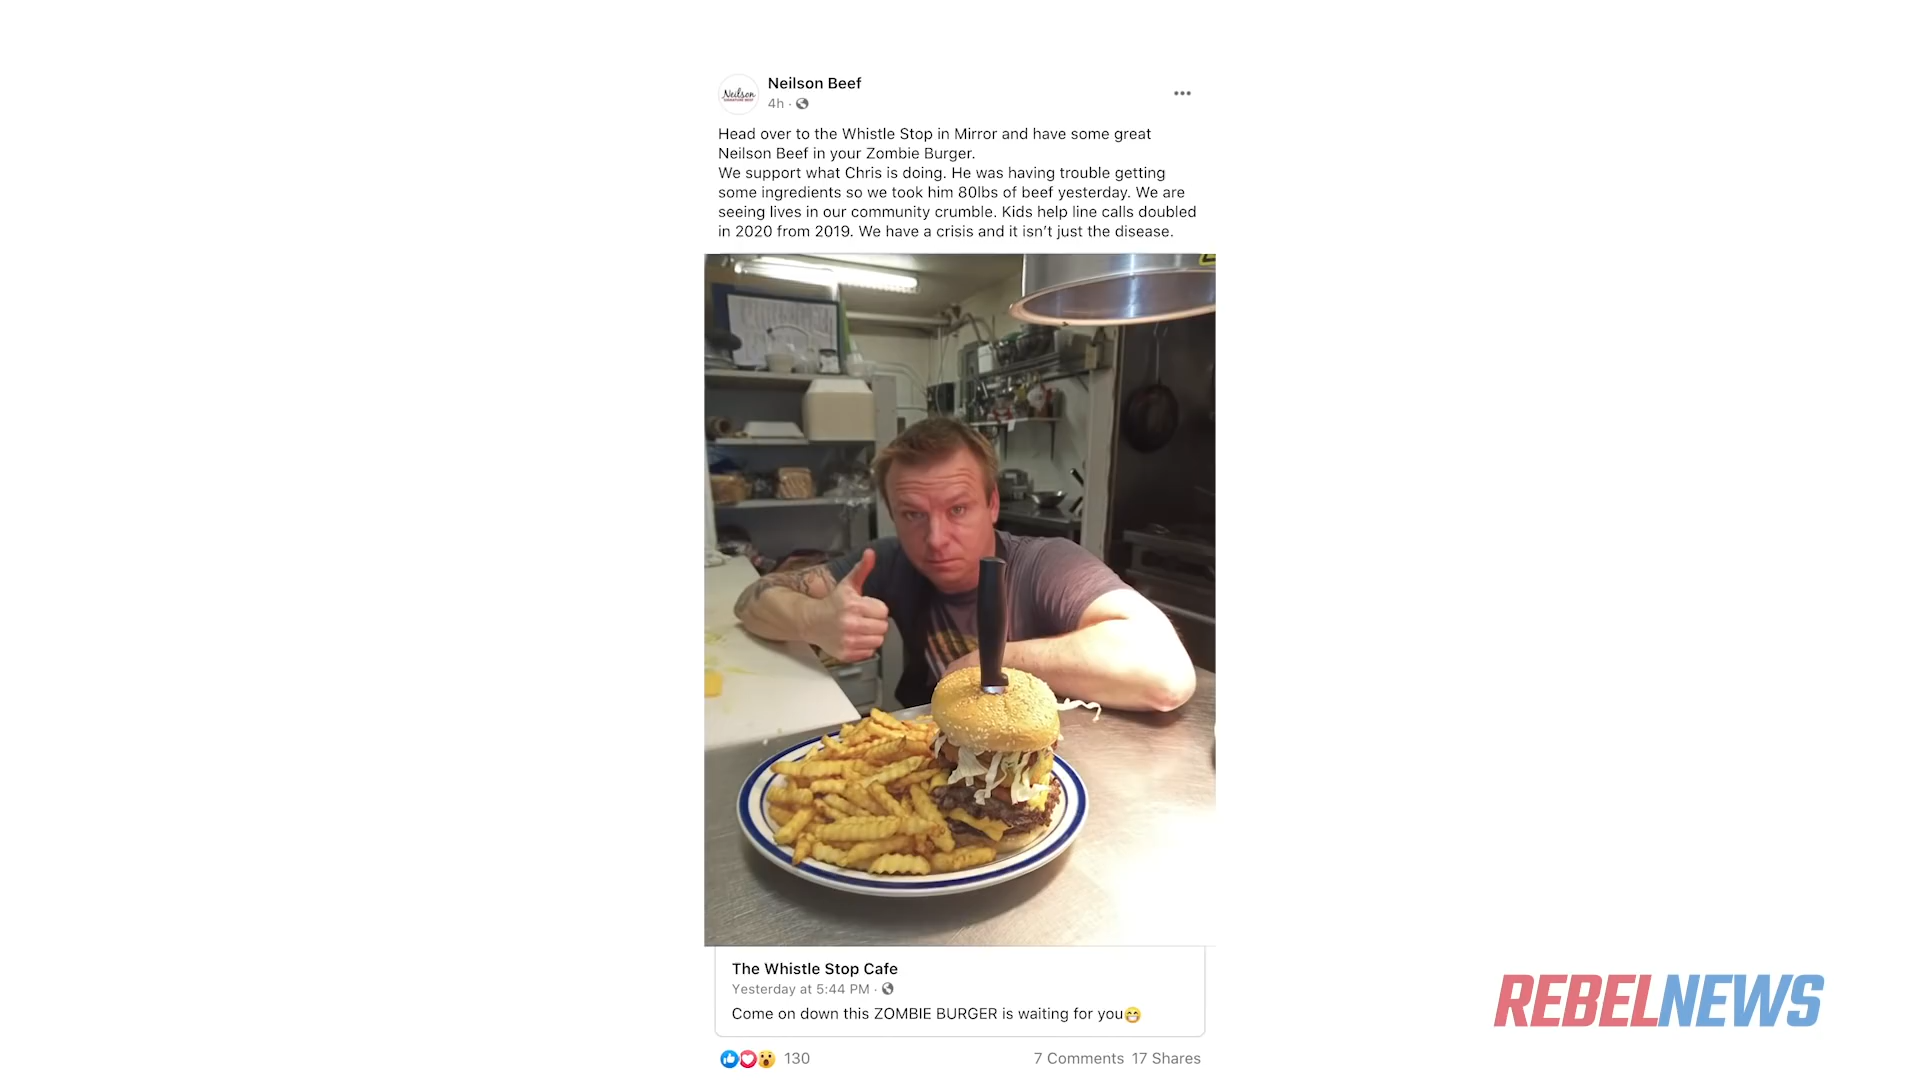 Neilson
Neilson Beef
4h
Head over to the Whistle Stop in Mirror and have some great
Neilson Beef in your Zombie Burger.
We support what Chris is doing. He was having trouble getting
some ingredients so we took him 80lbs of beef yesterday. We are
seeing lives in our community crumble. Kids help line calls doubled
in 2020 from 2019. We have a crisis and it isn't just the disease.
The Whistle Stop Cafe
Yesterday at 5:44 PM
Come on down this ZOMBIE BURGER is waiting for you😁
130
7 Comments 17 Shares
REBELNEWS